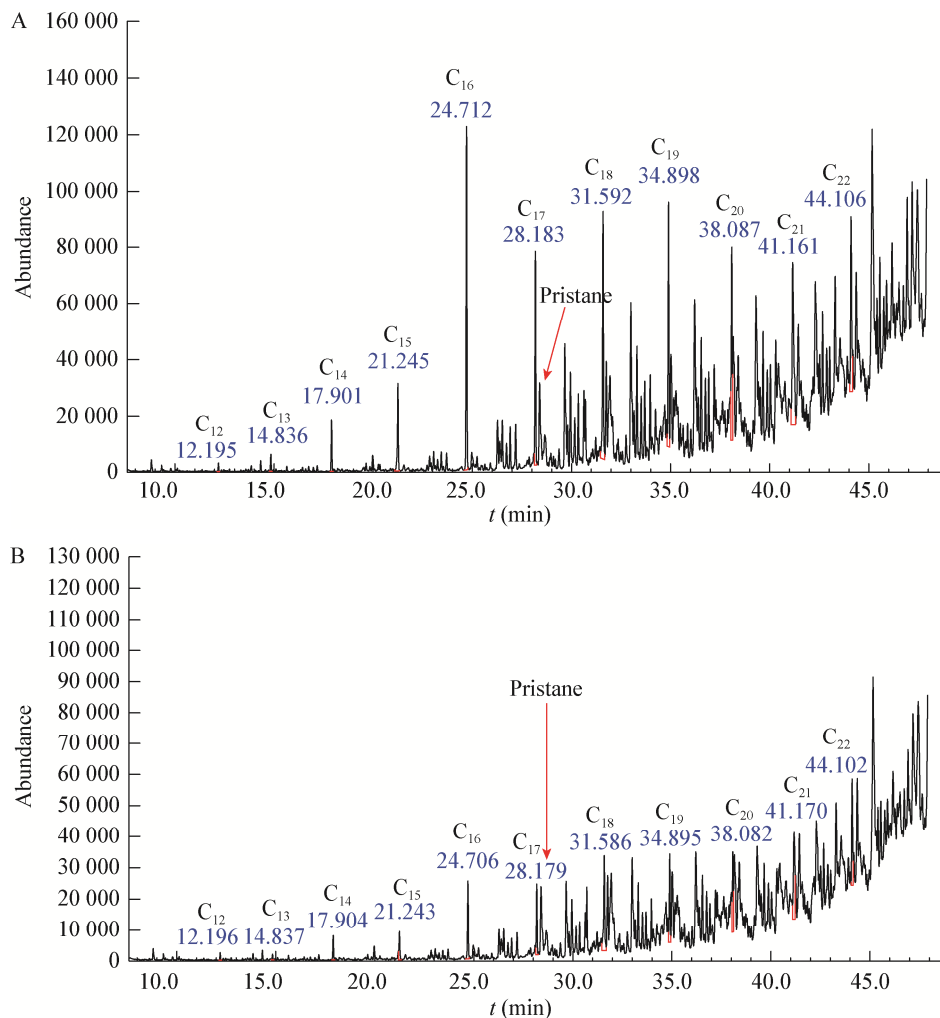 A
160 000
140 000
120 000
100 000
80 000
60 000
40 000
20 000
0
Abundance
C12
12.195
C13
14.836
C14
17.901
C15
21.245
C16
24.712
C17
28.183
Pristane
C18
31.592
C19
34.898
C20
38.087
C21
41.161
C22
44.106
10.0 15.0 20.0 25.0 30.0 35.0 40.0 45.0
t (min)
B
130 000
120 000
110 000
100 000
90 000
80 000
70 000
60 000
50 000
40 000
30 000
20 000
10 000
0
Abundance
C12
12.196
C13
14.837
C14
17.904
C15
21.243
C16
24.706
C17
28.179
Pristane
C18
31.586
C19
34.895
C20
38.082
C21
41.170
C22
44.102
10.0 15.0 20.0 25.0 30.0 35.0 40.0 45.0
t (min)